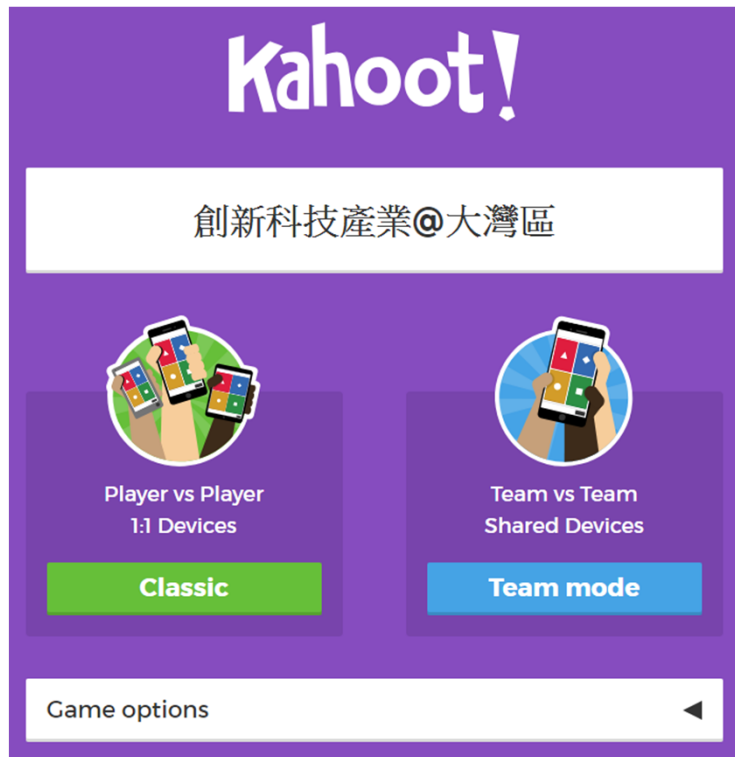 Kahoot!
創新科技產業@大灣區
Player vs Player
1:1 Devices
Classic
Team vs Team
Shared Devices
Team mode
Game options